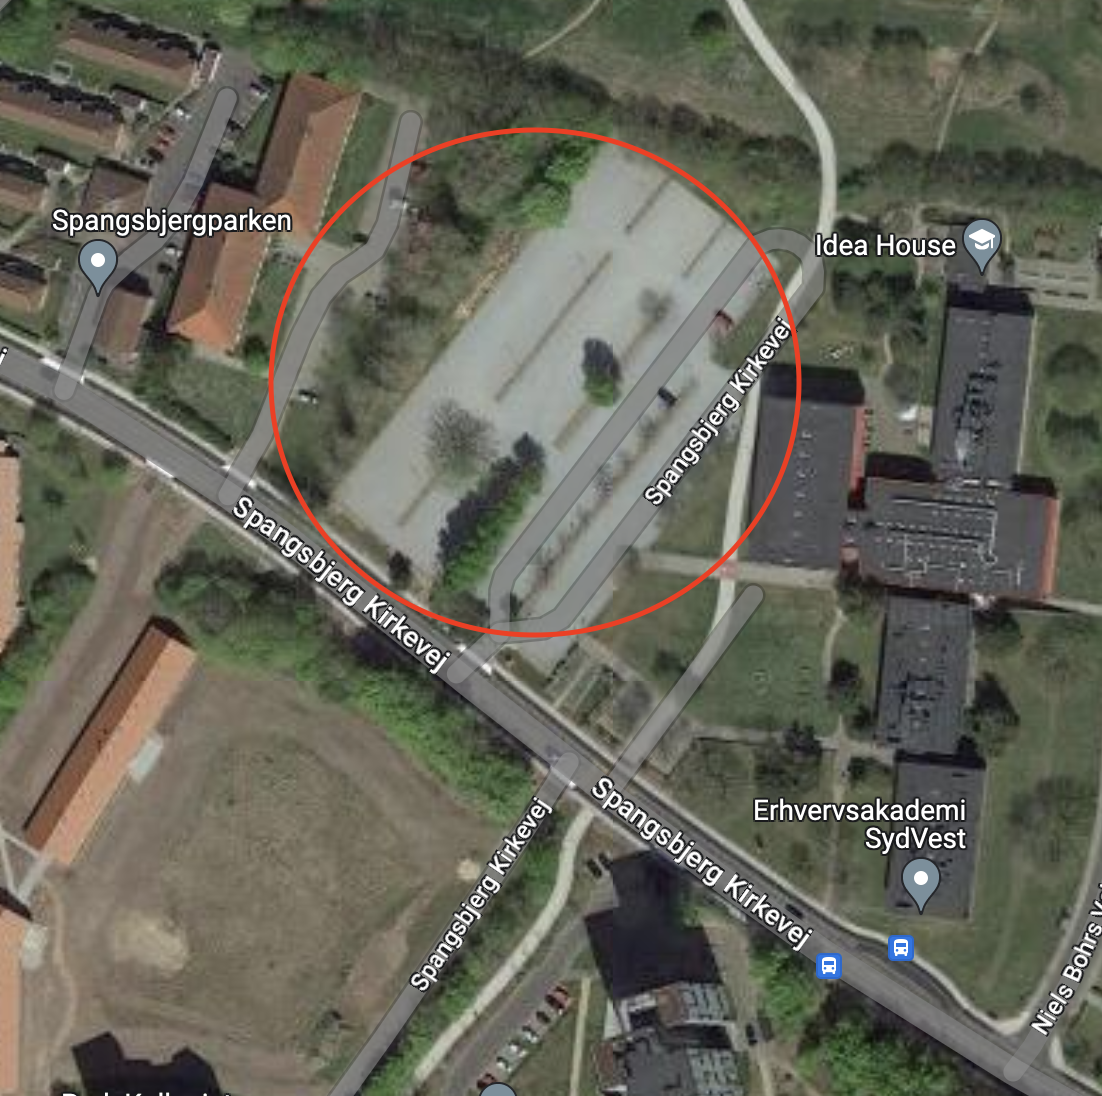 Spangsbjergparken
Idea House
Spangsbjerg Kirkevej
Spangsbjerg Kirkevej
Spangsbjerg Kirkevej
Erhvervsakademi
SydVest
Spangsbjerg Kirkevej
Niels Bohrs